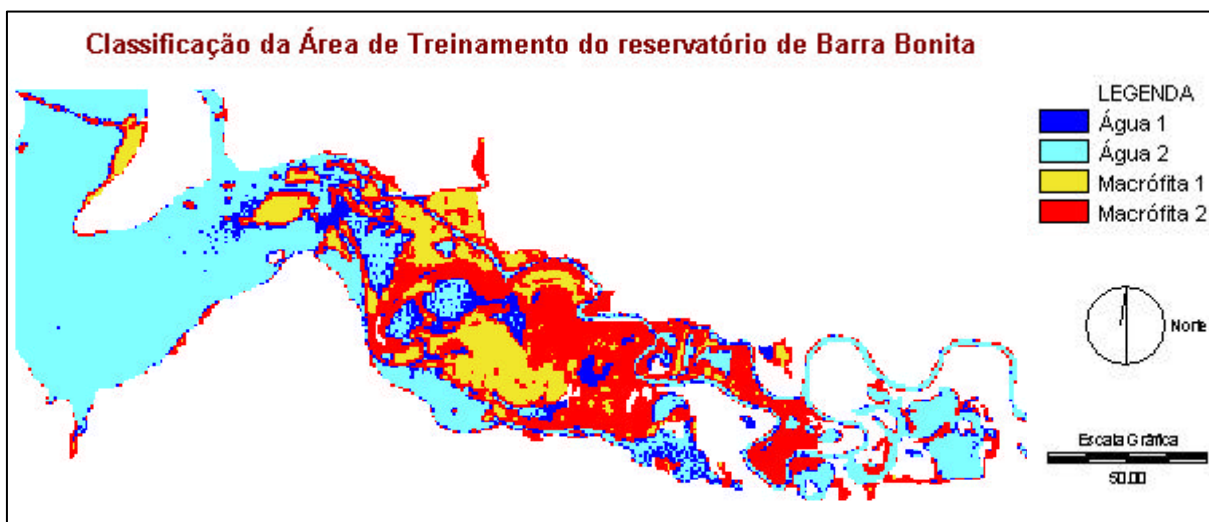 Classificação da Área de Treinamento do reservatório de Barra Bonita
LEGENDA
Água 1
Água 2
Macrófita 1
Macrófita 2
Norte
Escala Gráfica
50.00